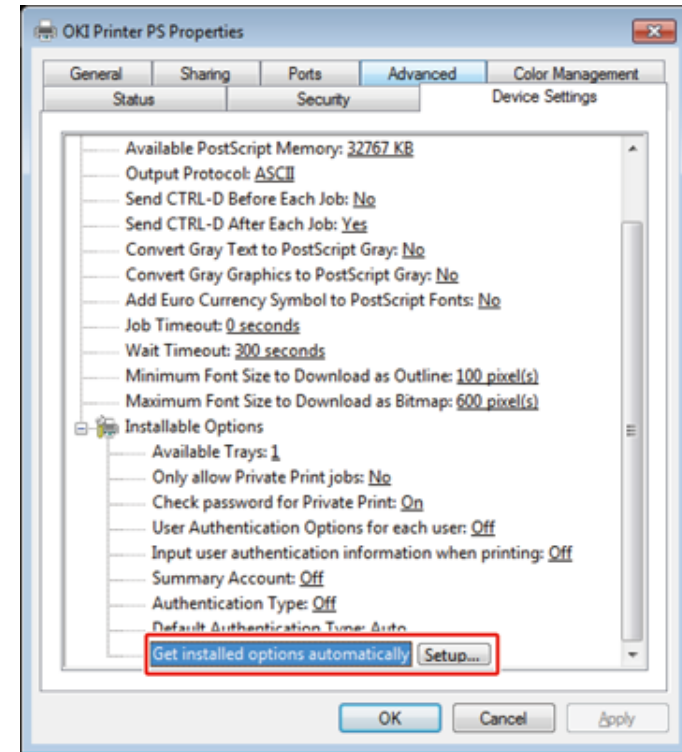 OKI Printer PS Properties
General Sharing Ports Advanced Color Management
Status Security Device Settings
Available PostScript Memory: 32767 KB
Output Protocol: ASCII
Send CTRL-D Before Each Job: No
Send CTRL-D After Each Job: Yes
Convert Gray Text to PostScript Gray: No
Convert Gray Graphics to PostScript Gray: No
Add Euro Currency Symbol to PostScript Fonts: No
Job Timeout: 0 seconds
Wait Timeout: 300 seconds
Minimum Font Size to Download as Outline: 100 pixel(s)
Maximum Font Size to Download as Bitmap: 600 pixel(s)
Installable Options
Available Trays: 1
Only allow Private Print jobs: No
Check password for Private Print: On
User Authentication Options for each user: Off
Input user authentication information when printing: Off
Summary Account: Off
Authentication Type: Off
Default Authentication Type: Auto
Get installed options automatically Setup...
OK Cancel Apply